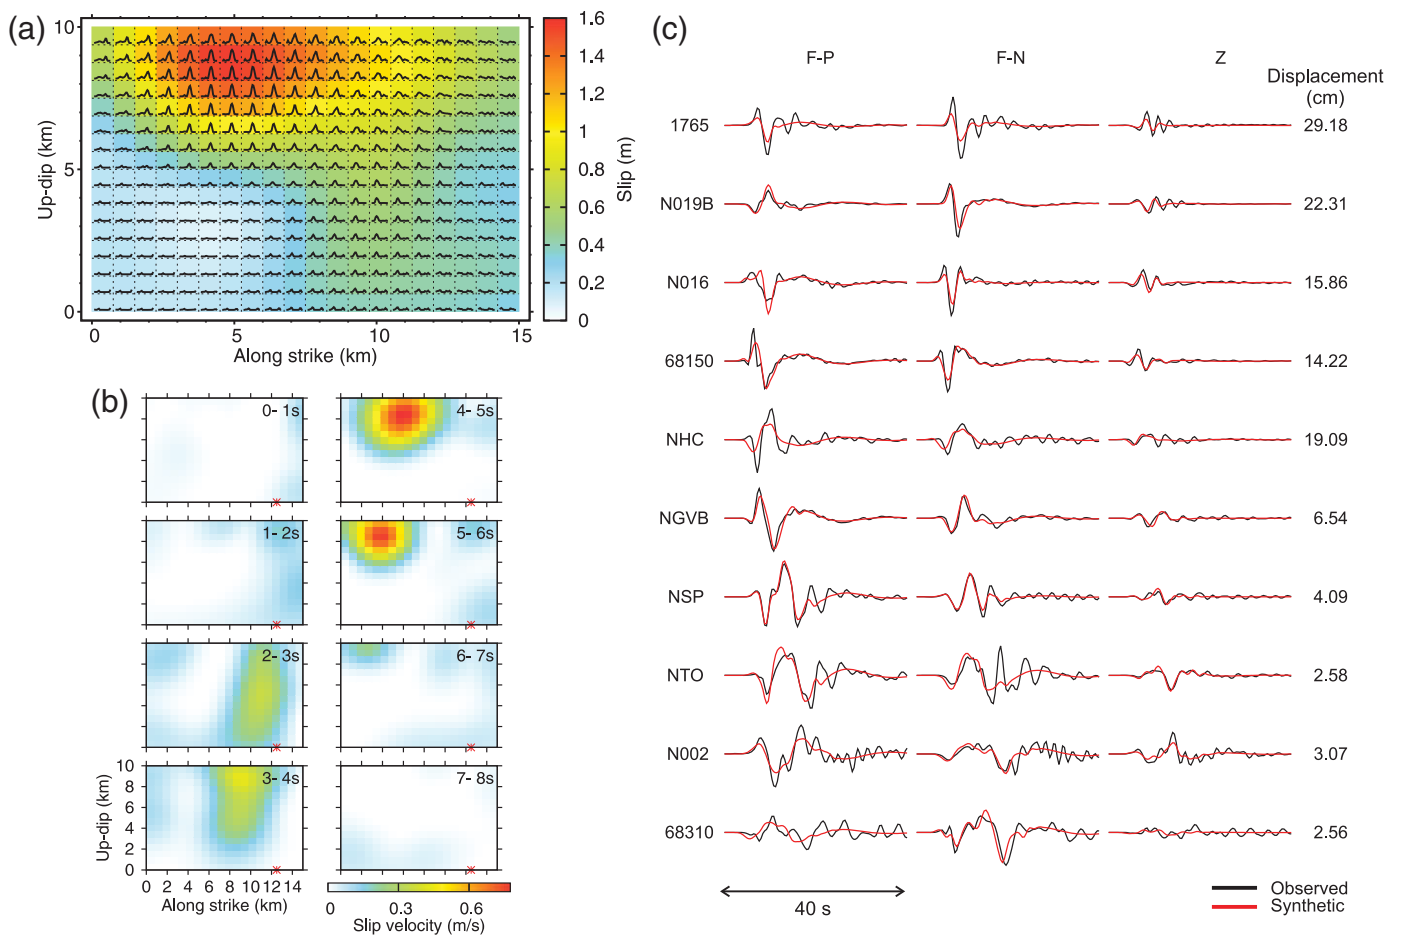 (a)
10
5
0
Up-dip (km)
0 5 10 15
Along strike (km)
1.6
1.4
1.2
1
0.8
0.6
0.4
0.2
0
Slip (m)
(b)
0- 1s
4- 5s
1- 2s
5- 6s
2- 3s
6- 7s
3- 4s
7- 8s
10
8
6
4
2
0
Up-dip (km)
0 2 4 6 8 10 12 14
Along strike (km)
0 0.3 0.6
Slip velocity (m/s)
(c)
F-P F-N Z
Displacement
(cm)
1765 29.18
N019B 22.31
N016 15.86
68150 14.22
NHC 19.09
NGVB 6.54
NSP 4.09
NTO 2.58
N002 3.07
68310 2.56
40 s
Observed
Synthetic